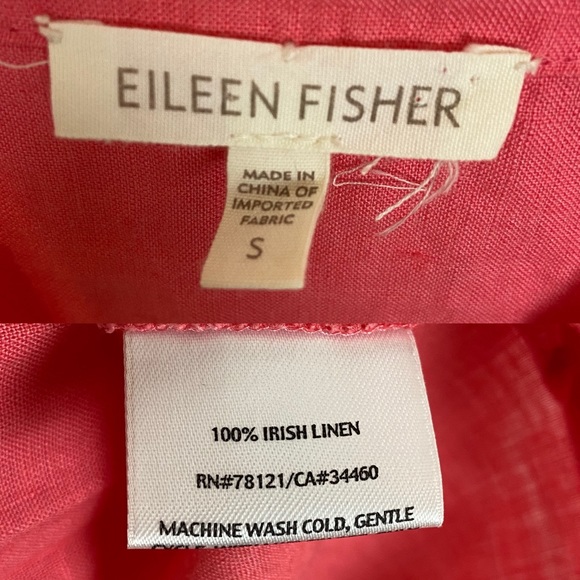 EILEEN FISHER
MADE IN
CHINA OF
IMPORTED
FABRIC
S
100% IRISH LINEN
RN#78121/CA#34460
MACHINE WASH COLD, GENTLE
CYCLE,